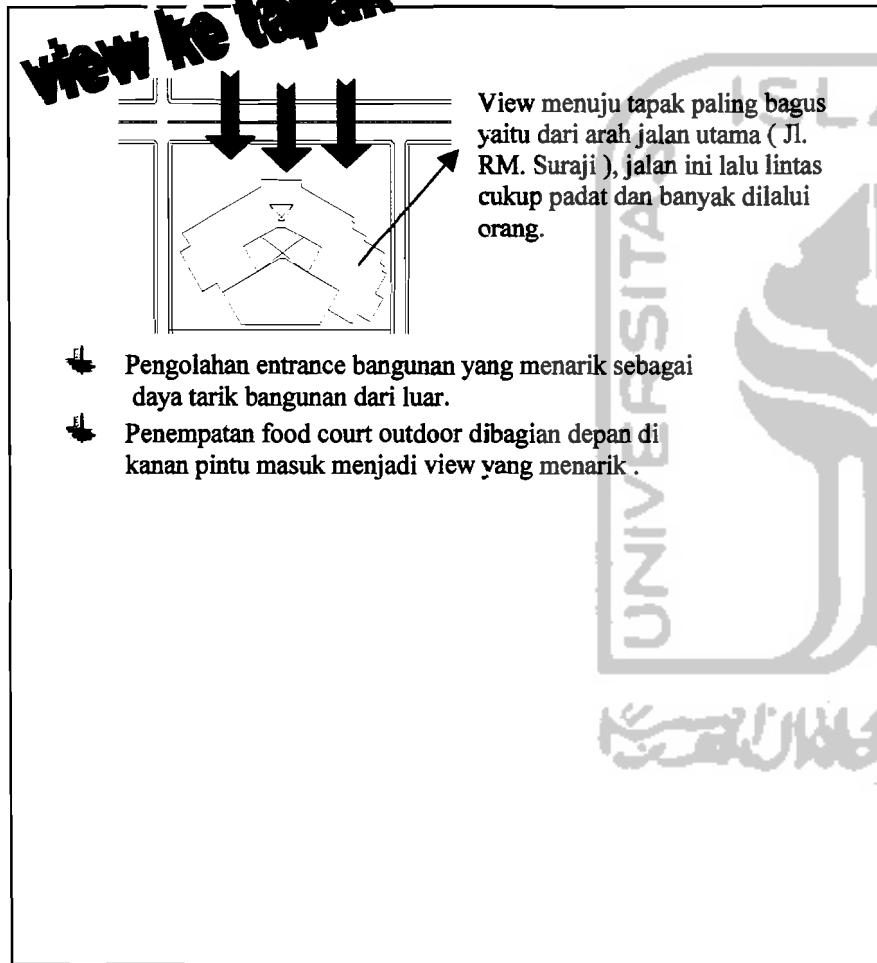 view ke tapak
View menuju tapak paling bagus
yaitu dari arah jalan utama ( Jl.
RM. Suraji ), jalan ini lalu lintas
cukup padat dan banyak dilalui
orang.
Pengolahan entrance bangunan yang menarik sebagai
daya tarik bangunan dari luar.
Penempatan food court outdoor dibagian depan di
kanan pintu masuk menjadi view yang menarik .
ISLA
UNIVERSITAS